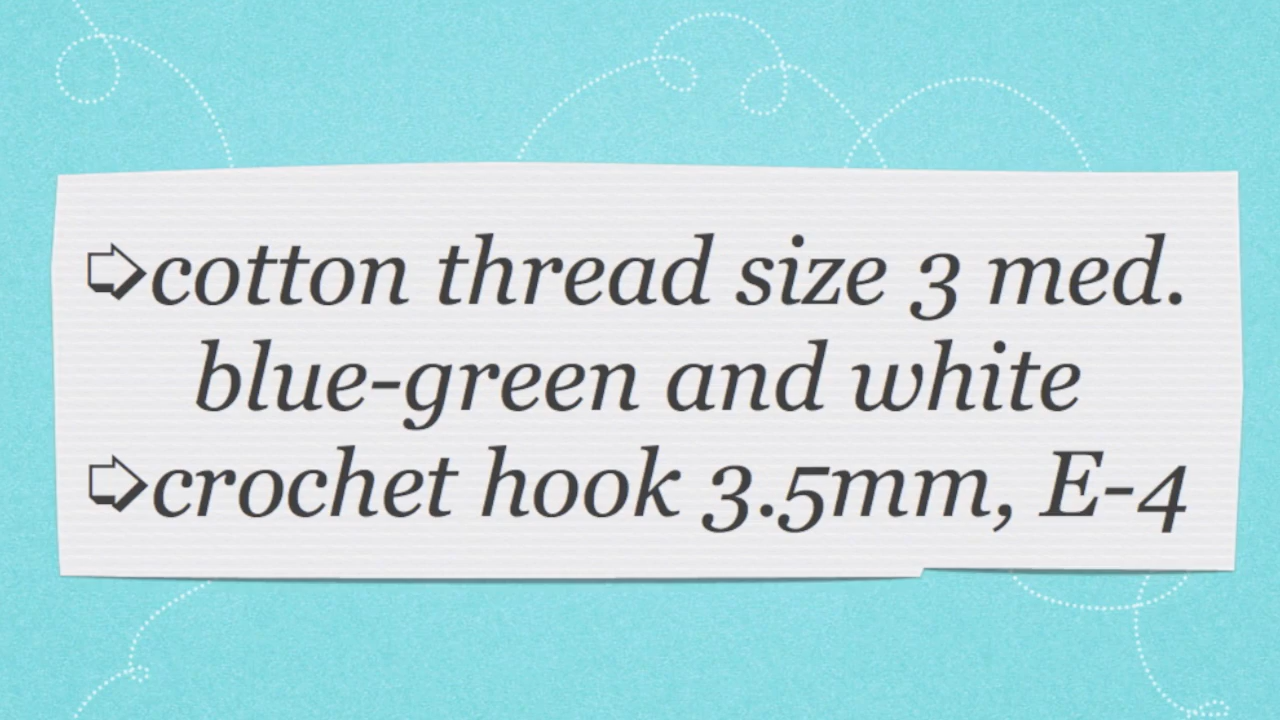 ➩cotton thread size 3 med.
blue-green and white
➩crochet hook 3.5mm, E-4